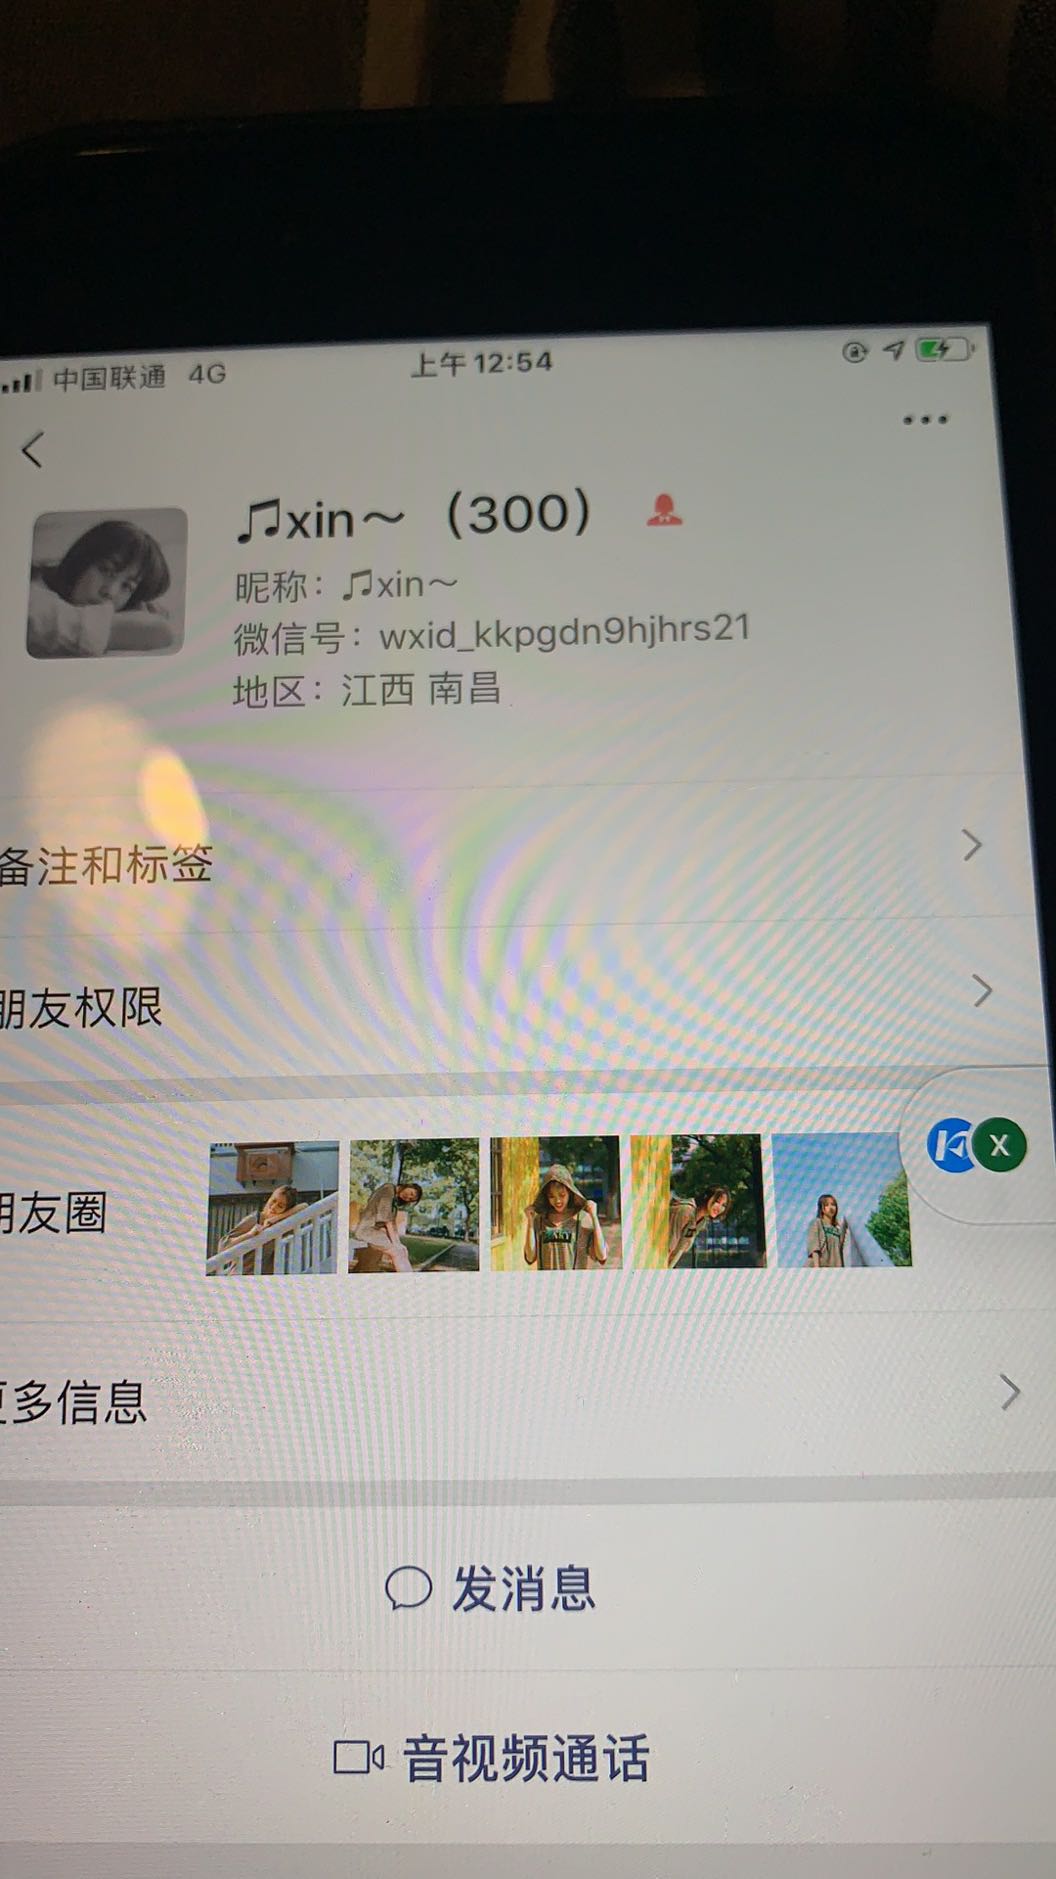 中国联通 4G 上午12:54
♫xin～（300）
昵称：♫xin～
微信号：wxid_kkpgdn9hjhrs21
地区：江西 南昌
备注和标签
朋友权限
朋友圈
X
更多信息
发消息
音视频通话